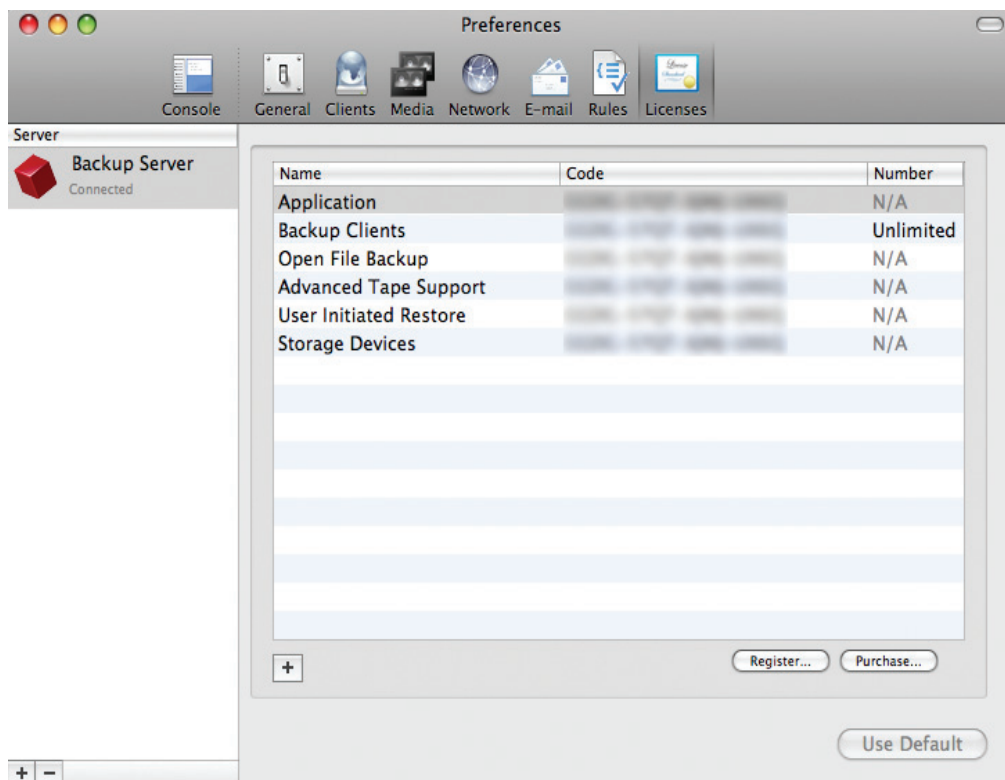 Preferences
Console General Clients Media Network E-mail Rules Licenses
Server
Backup Server
Connected
Name Code Number
Application N/A
Backup Clients Unlimited
Open File Backup N/A
Advanced Tape Support N/A
User Initiated Restore N/A
Storage Devices N/A
+
Register... Purchase...
Use Default
+ −